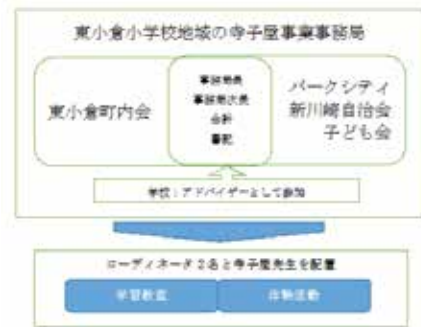 東小倉小学校地域の寺子屋事業事務局
東小倉町内会
事務局長
事務局次長
会計
書記
パークシティ
新川崎自治会
子ども会
学校：アドバイザーとして参加
コーディネータ2名と寺子屋先生を配置
学習教室
体験活動